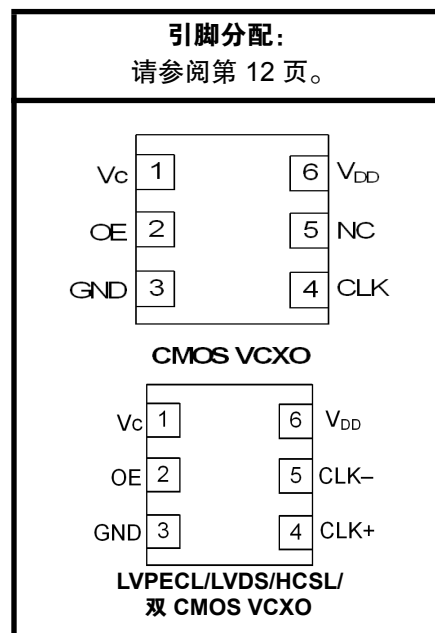 引脚分配：
请参阅第 12 页。
Vc 1 6 VDD
OE 2 5 NC
GND 3 4 CLK
CMOS VCXO
Vc 1 6 VDD
OE 2 5 CLK–
GND 3 4 CLK+
LVPECL/LVDS/HCSL/
双 CMOS VCXO